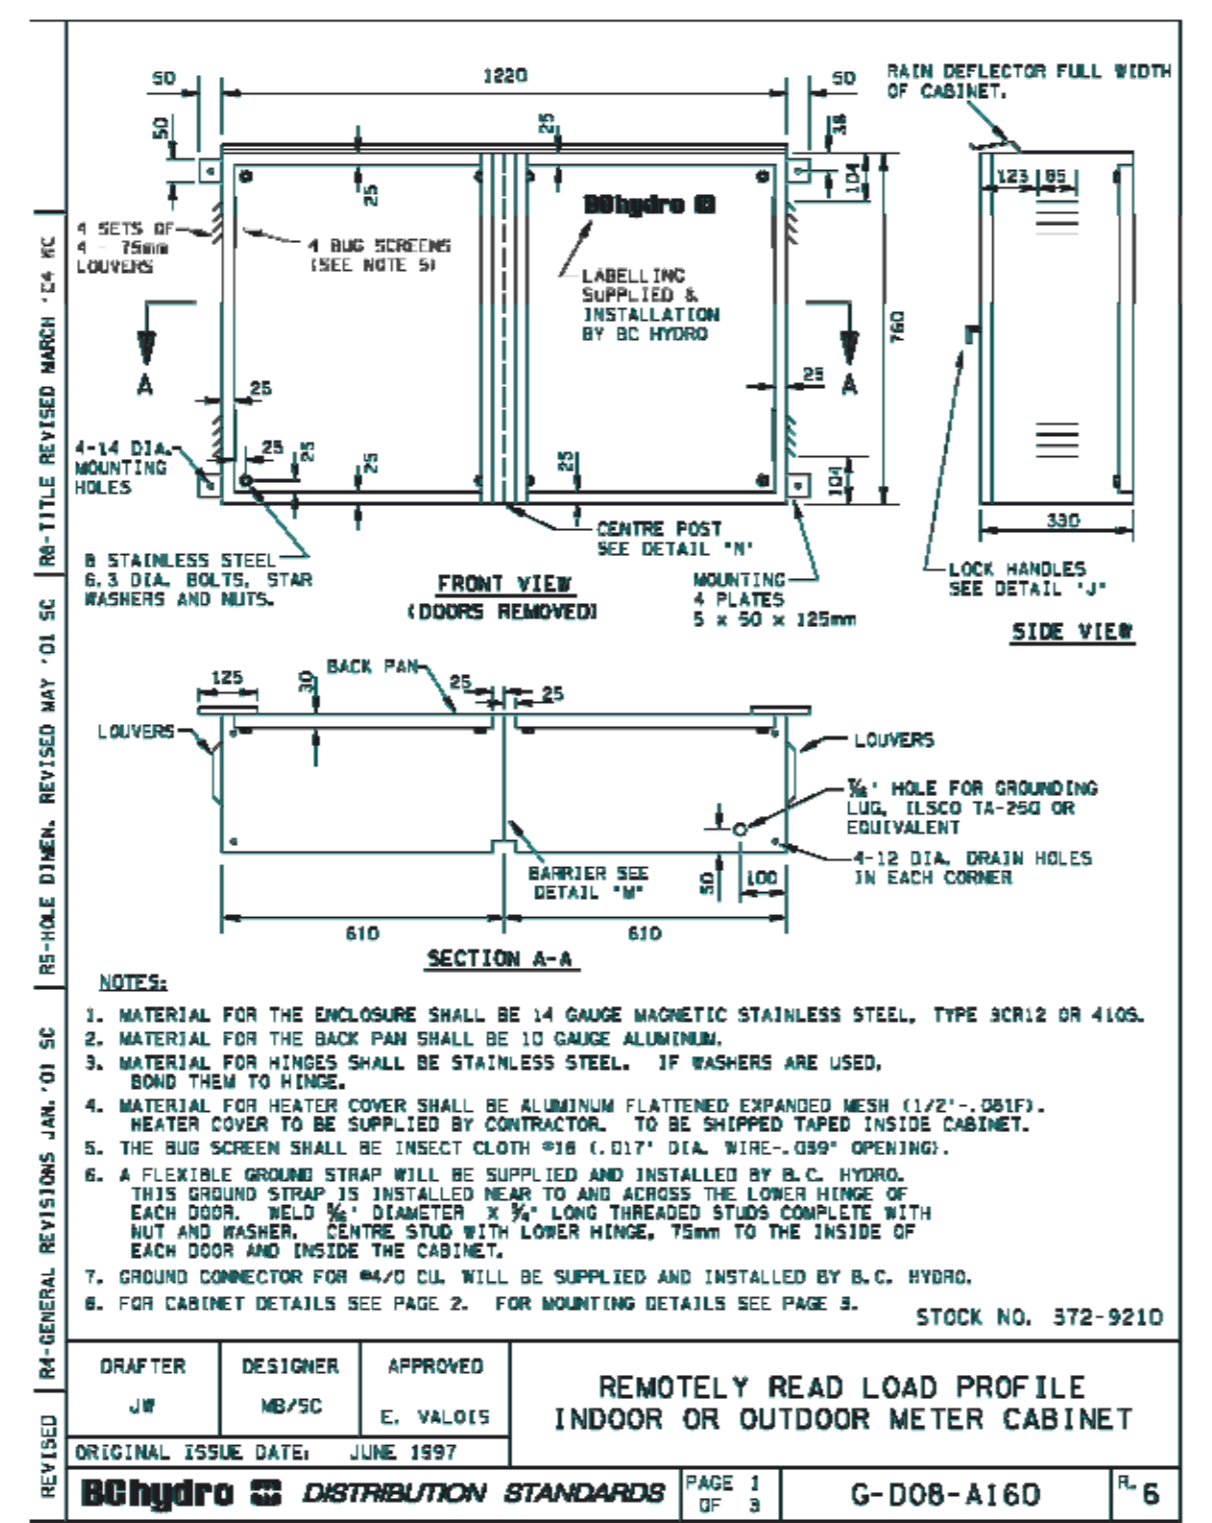 50
1220
50
RAIN DEFLECTOR FULL WIDTH
OF CABINET.
50
25
25
38
104
25
123
85
BChydro
4 SETS OF
4 - 75mm
LOUVERS
4 BUG SCREENS
(SEE NOTE 5)
LABELLING
SUPPLIED &
INSTALLATION
BY BC HYDRO
760
A
A
25
25
4-14 DIA.
MOUNTING
HOLES
25
25
25
25
104
330
CENTRE POST
SEE DETAIL "N"
8 STAINLESS STEEL
6.3 DIA. BOLTS, STAR
WASHERS AND NUTS.
FRONT VIEW
(DOORS REMOVED)
MOUNTING
4 PLATES
5 x 50 x 125mm
LOCK HANDLES
SEE DETAIL "J"
SIDE VIEW
125
30
BACK PAN
25
25
LOUVERS
LOUVERS
HOLE FOR GROUNDING
LUG, ILSCO TA-250 OR
EQUIVALENT
4-12 DIA. DRAIN HOLES
IN EACH CORNER
BARRIER SEE
DETAIL "M"
50
100
610
610
SECTION A-A
NOTES:
1. MATERIAL FOR THE ENCLOSURE SHALL BE 14 GAUGE MAGNETIC STAINLESS STEEL, TYPE 3CR12 OR 410S.
2. MATERIAL FOR THE BACK PAN SHALL BE 10 GAUGE ALUMINUM.
3. MATERIAL FOR HINGES SHALL BE STAINLESS STEEL. IF WASHERS ARE USED,
BOND THEM TO HINGE.
4. MATERIAL FOR HEATER COVER SHALL BE ALUMINUM FLATTENED EXPANDED MESH (1/2"-.081F).
HEATER COVER TO BE SUPPLIED BY CONTRACTOR. TO BE SHIPPED TAPED INSIDE CABINET.
5. THE BUG SCREEN SHALL BE INSECT CLOTH #16 (.017" DIA. WIRE-.039" OPENING).
6. A FLEXIBLE GROUND STRAP WILL BE SUPPLIED AND INSTALLED BY B.C. HYDRO.
THIS GROUND STRAP IS INSTALLED NEAR TO AND ACROSS THE LOWER HINGE OF
EACH DOOR. WELD DIAMETER X 3/4" LONG THREADED STUDS COMPLETE WITH
NUT AND WASHER. CENTRE STUD WITH LOWER HINGE, 75mm TO THE INSIDE OF
EACH DOOR AND INSIDE THE CABINET.
7. GROUND CONNECTOR FOR #4/0 CU. WILL BE SUPPLIED AND INSTALLED BY B.C. HYDRO.
8. FOR CABINET DETAILS SEE PAGE 2. FOR MOUNTING DETAILS SEE PAGE 3.
STOCK NO. 372-9210
DRAFTER
JW
DESIGNER
MB/SC
APPROVED
E. VALOIS
ORIGINAL ISSUE DATE: JUNE 1997
REMOTELY READ LOAD PROFILE
INDOOR OR OUTDOOR METER CABINET
BChydro DISTRIBUTION STANDARDS
PAGE 1
OF 3
G-D08-A160
R. 6
REVISED
R4-GENERAL REVISIONS JAN. '01 SC
R5-HOLE DIMEN. REVISED MAY '01 SC
R6-TITLE REVISED MARCH '04 KC